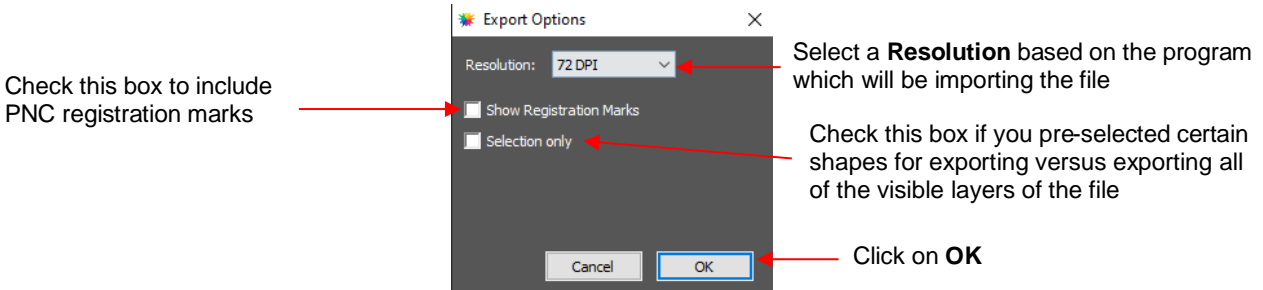 Export Options
Resolution: 72 DPI
Select a Resolution based on the program
which will be importing the file
Check this box to include
PNC registration marks
Show Registration Marks
Selection only
Check this box if you pre-selected certain
shapes for exporting versus exporting all
of the visible layers of the file
Cancel
OK
Click on OK